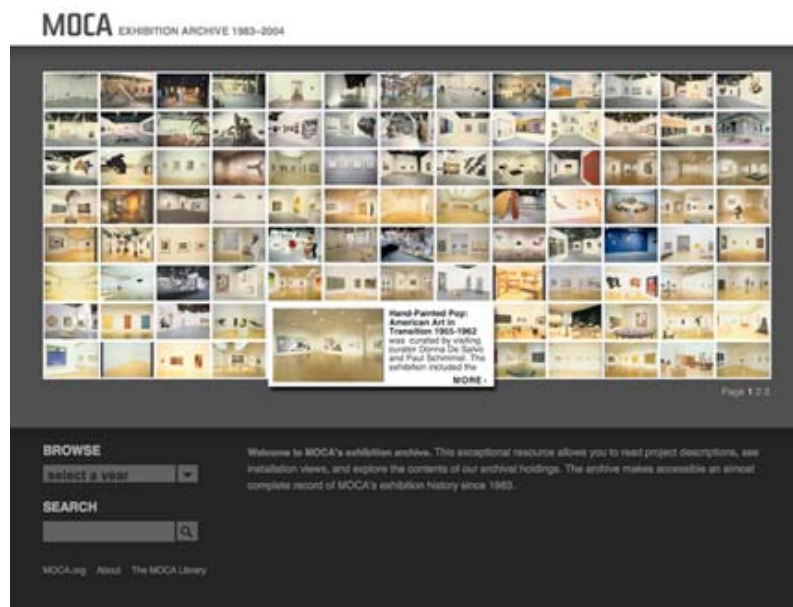 MOCA EXHIBITION ARCHIVE 1983–2004
Hand-Painted Pop:
American Art in
Transition 1955-1962
was curated by visiting
curator Donna De Salvo
and Paul Schimmel. The
exhibition included the
MORE ›
Page 1 2 3
BROWSE
select a year
SEARCH
Welcome to MOCA's exhibition archive. This exceptional resource allows you to read project descriptions, see
installation views, and explore the contents of our archival holdings. The archive makes accessible an almost
complete record of MOCA's exhibition history since 1983.
MOCA.org About The MOCA Library